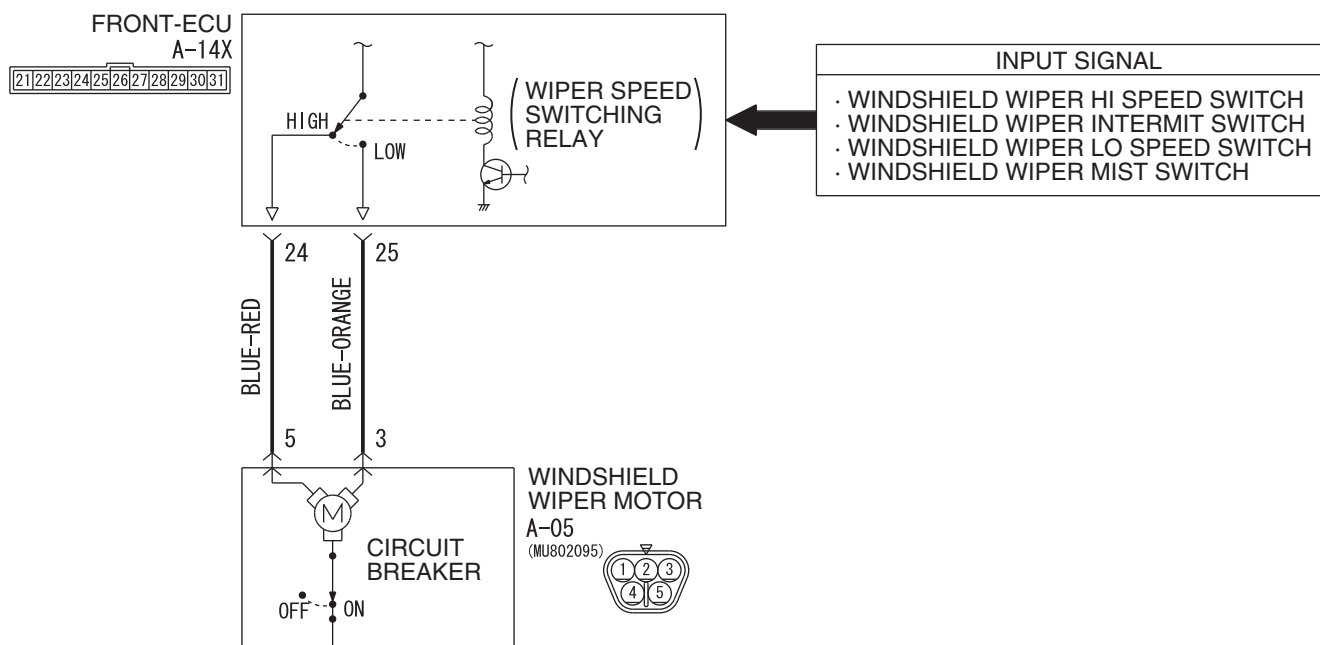 FRONT-ECU
A-14X
21 22 23 24 25 26 27 28 29 30 31
HIGH
LOW
(WIPER SPEED
SWITCHING
RELAY)
INPUT SIGNAL
· WINDSHIELD WIPER HI SPEED SWITCH
· WINDSHIELD WIPER INTERMIT SWITCH
· WINDSHIELD WIPER LO SPEED SWITCH
· WINDSHIELD WIPER MIST SWITCH
24 25
BLUE-RED
BLUE-ORANGE
5 3
M
CIRCUIT
BREAKER
OFF ON
WINDSHIELD
WIPER MOTOR
A-05
(MU802095)
1 2 3
4 5